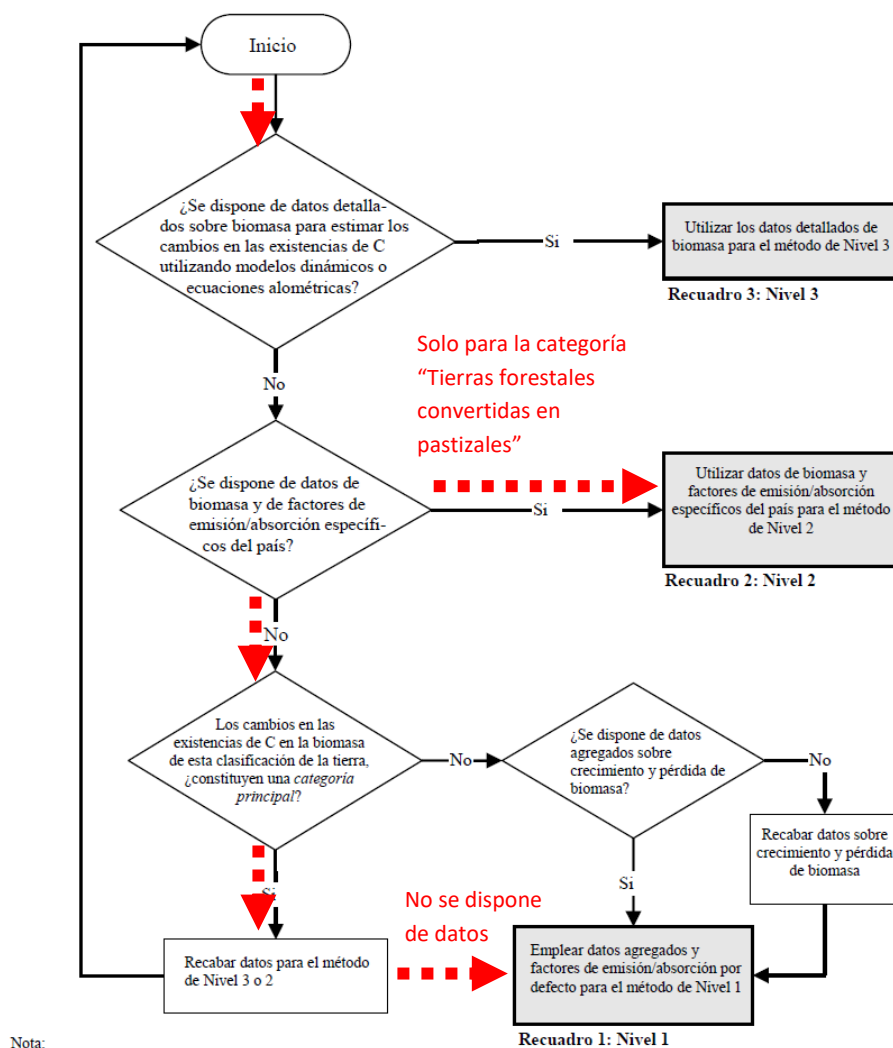 Inicio
¿Se dispone de datos detalla-
dos sobre biomasa para estimar los
cambios en las existencias de C
utilizando modelos dinámicos o
ecuaciones alométricas?
Si
Utilizar los datos detallados de
biomasa para el método de Nivel 3
Recuadro 3: Nivel 3
No
Solo para la categoría
“Tierras forestales
convertidas en
pastizales”
¿Se dispone de datos de
biomasa y de factores de
emisión/absorción específi-
cos del país?
Si
Utilizar datos de biomasa y
factores de emisión/absorción
específicos del país para el método
de Nivel 2
Recuadro 2: Nivel 2
No
Los cambios en las
existencias de C en la biomasa
de esta clasificación de la tierra,
¿constituyen una categoría
principal?
No
¿Se dispone de datos
agregados sobre
crecimiento y pérdida de
biomasa?
No
Recabar datos sobre
crecimiento y pérdida
de biomasa
Si
Si
No se dispone
de datos
Recabar datos para el método
de Nivel 3 o 2
Emplear datos agregados y
factores de emisión/absorción por
defecto para el método de Nivel 1
Recuadro 1: Nivel 1
Nota: